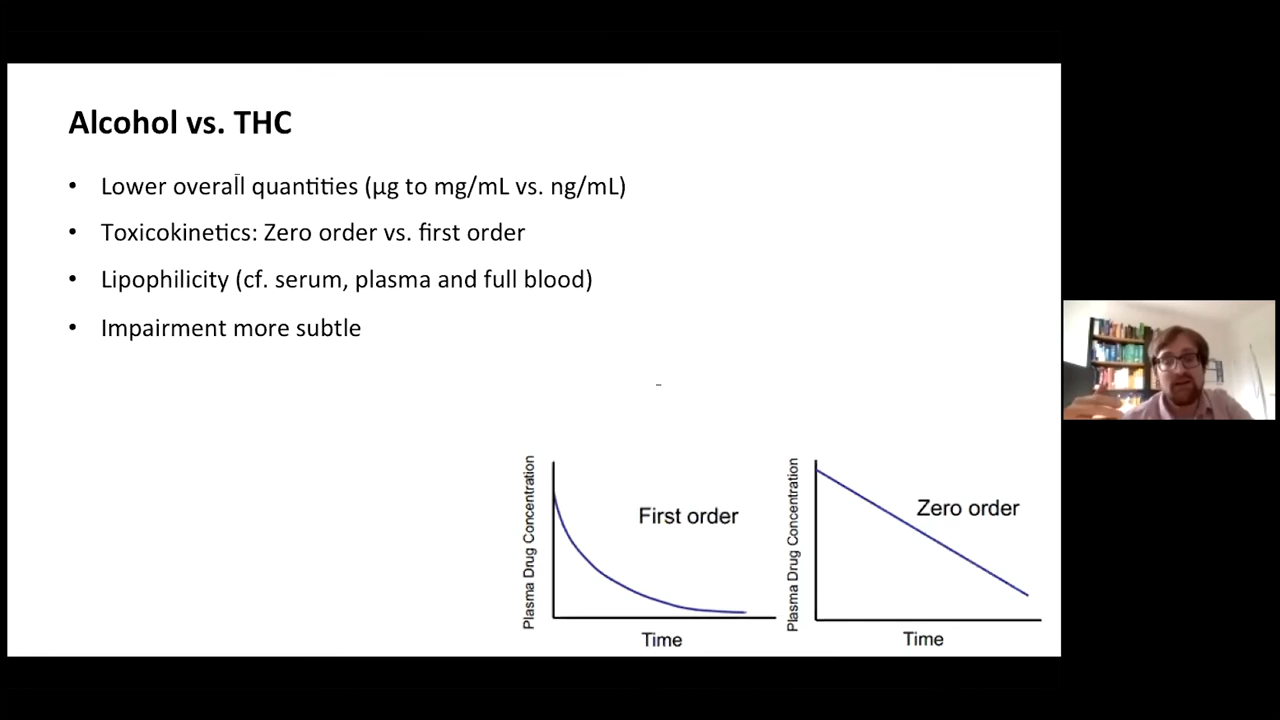 Alcohol vs. THC
• Lower overall quantities (µg to mg/mL vs. ng/mL)
• Toxicokinetics: Zero order vs. first order
• Lipophilicity (cf. serum, plasma and full blood)
• Impairment more subtle
Plasma Drug Concentration
First order
Time
Plasma Drug Concentration
Zero order
Time